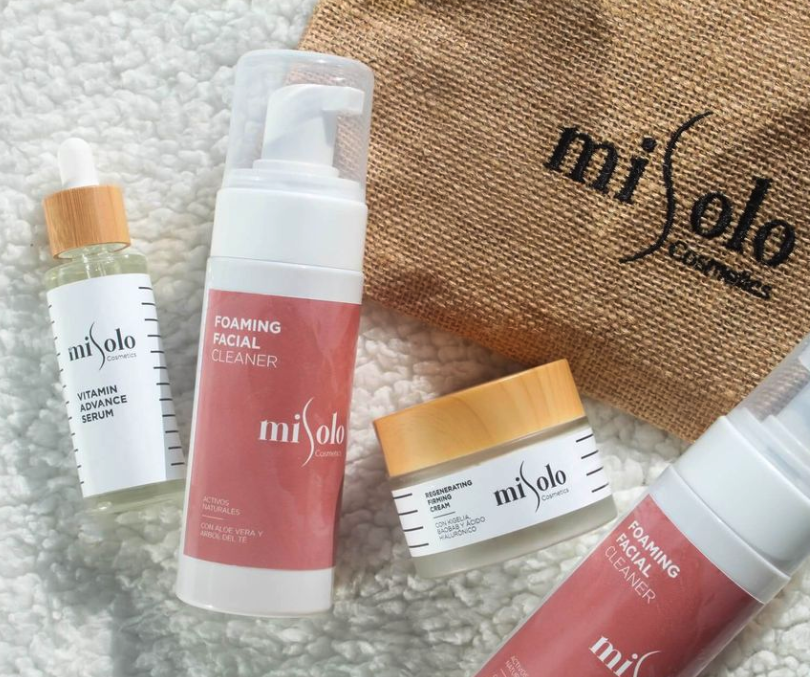 miSolo
Cosmetics
miSolo
Cosmetics
VITAMIN
ADVANCE
SERUM
FOAMING
FACIAL
CLEANER
miSolo
Cosmetics
ACTIVOS
NATURALES
CON ALOE VERA Y
ÁRBOL DEL TÉ
REGENERATING
FIRMING
CREAM
CON KIGELIA,
BAOBAB Y ÁCIDO
HIALURÓNICO
miSolo
Cosmetics
FOAMING
FACIAL
CLEANER